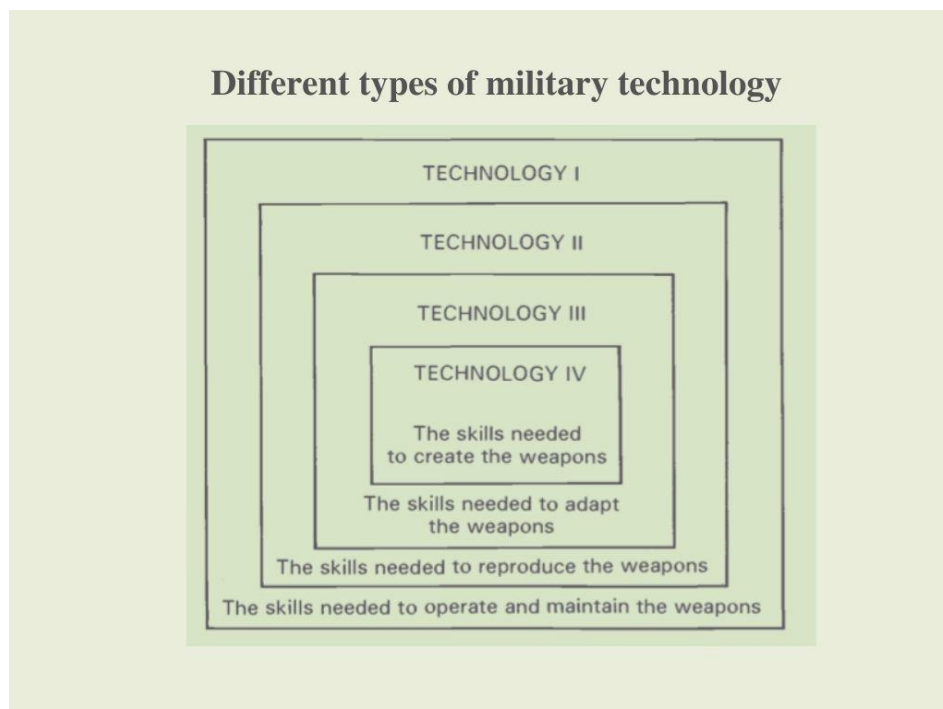 Different types of military technology
TECHNOLOGY I
TECHNOLOGY II
TECHNOLOGY III
TECHNOLOGY IV
The skills needed
to create the weapons
The skills needed to adapt
the weapons
The skills needed to reproduce the weapons
The skills needed to operate and maintain the weapons